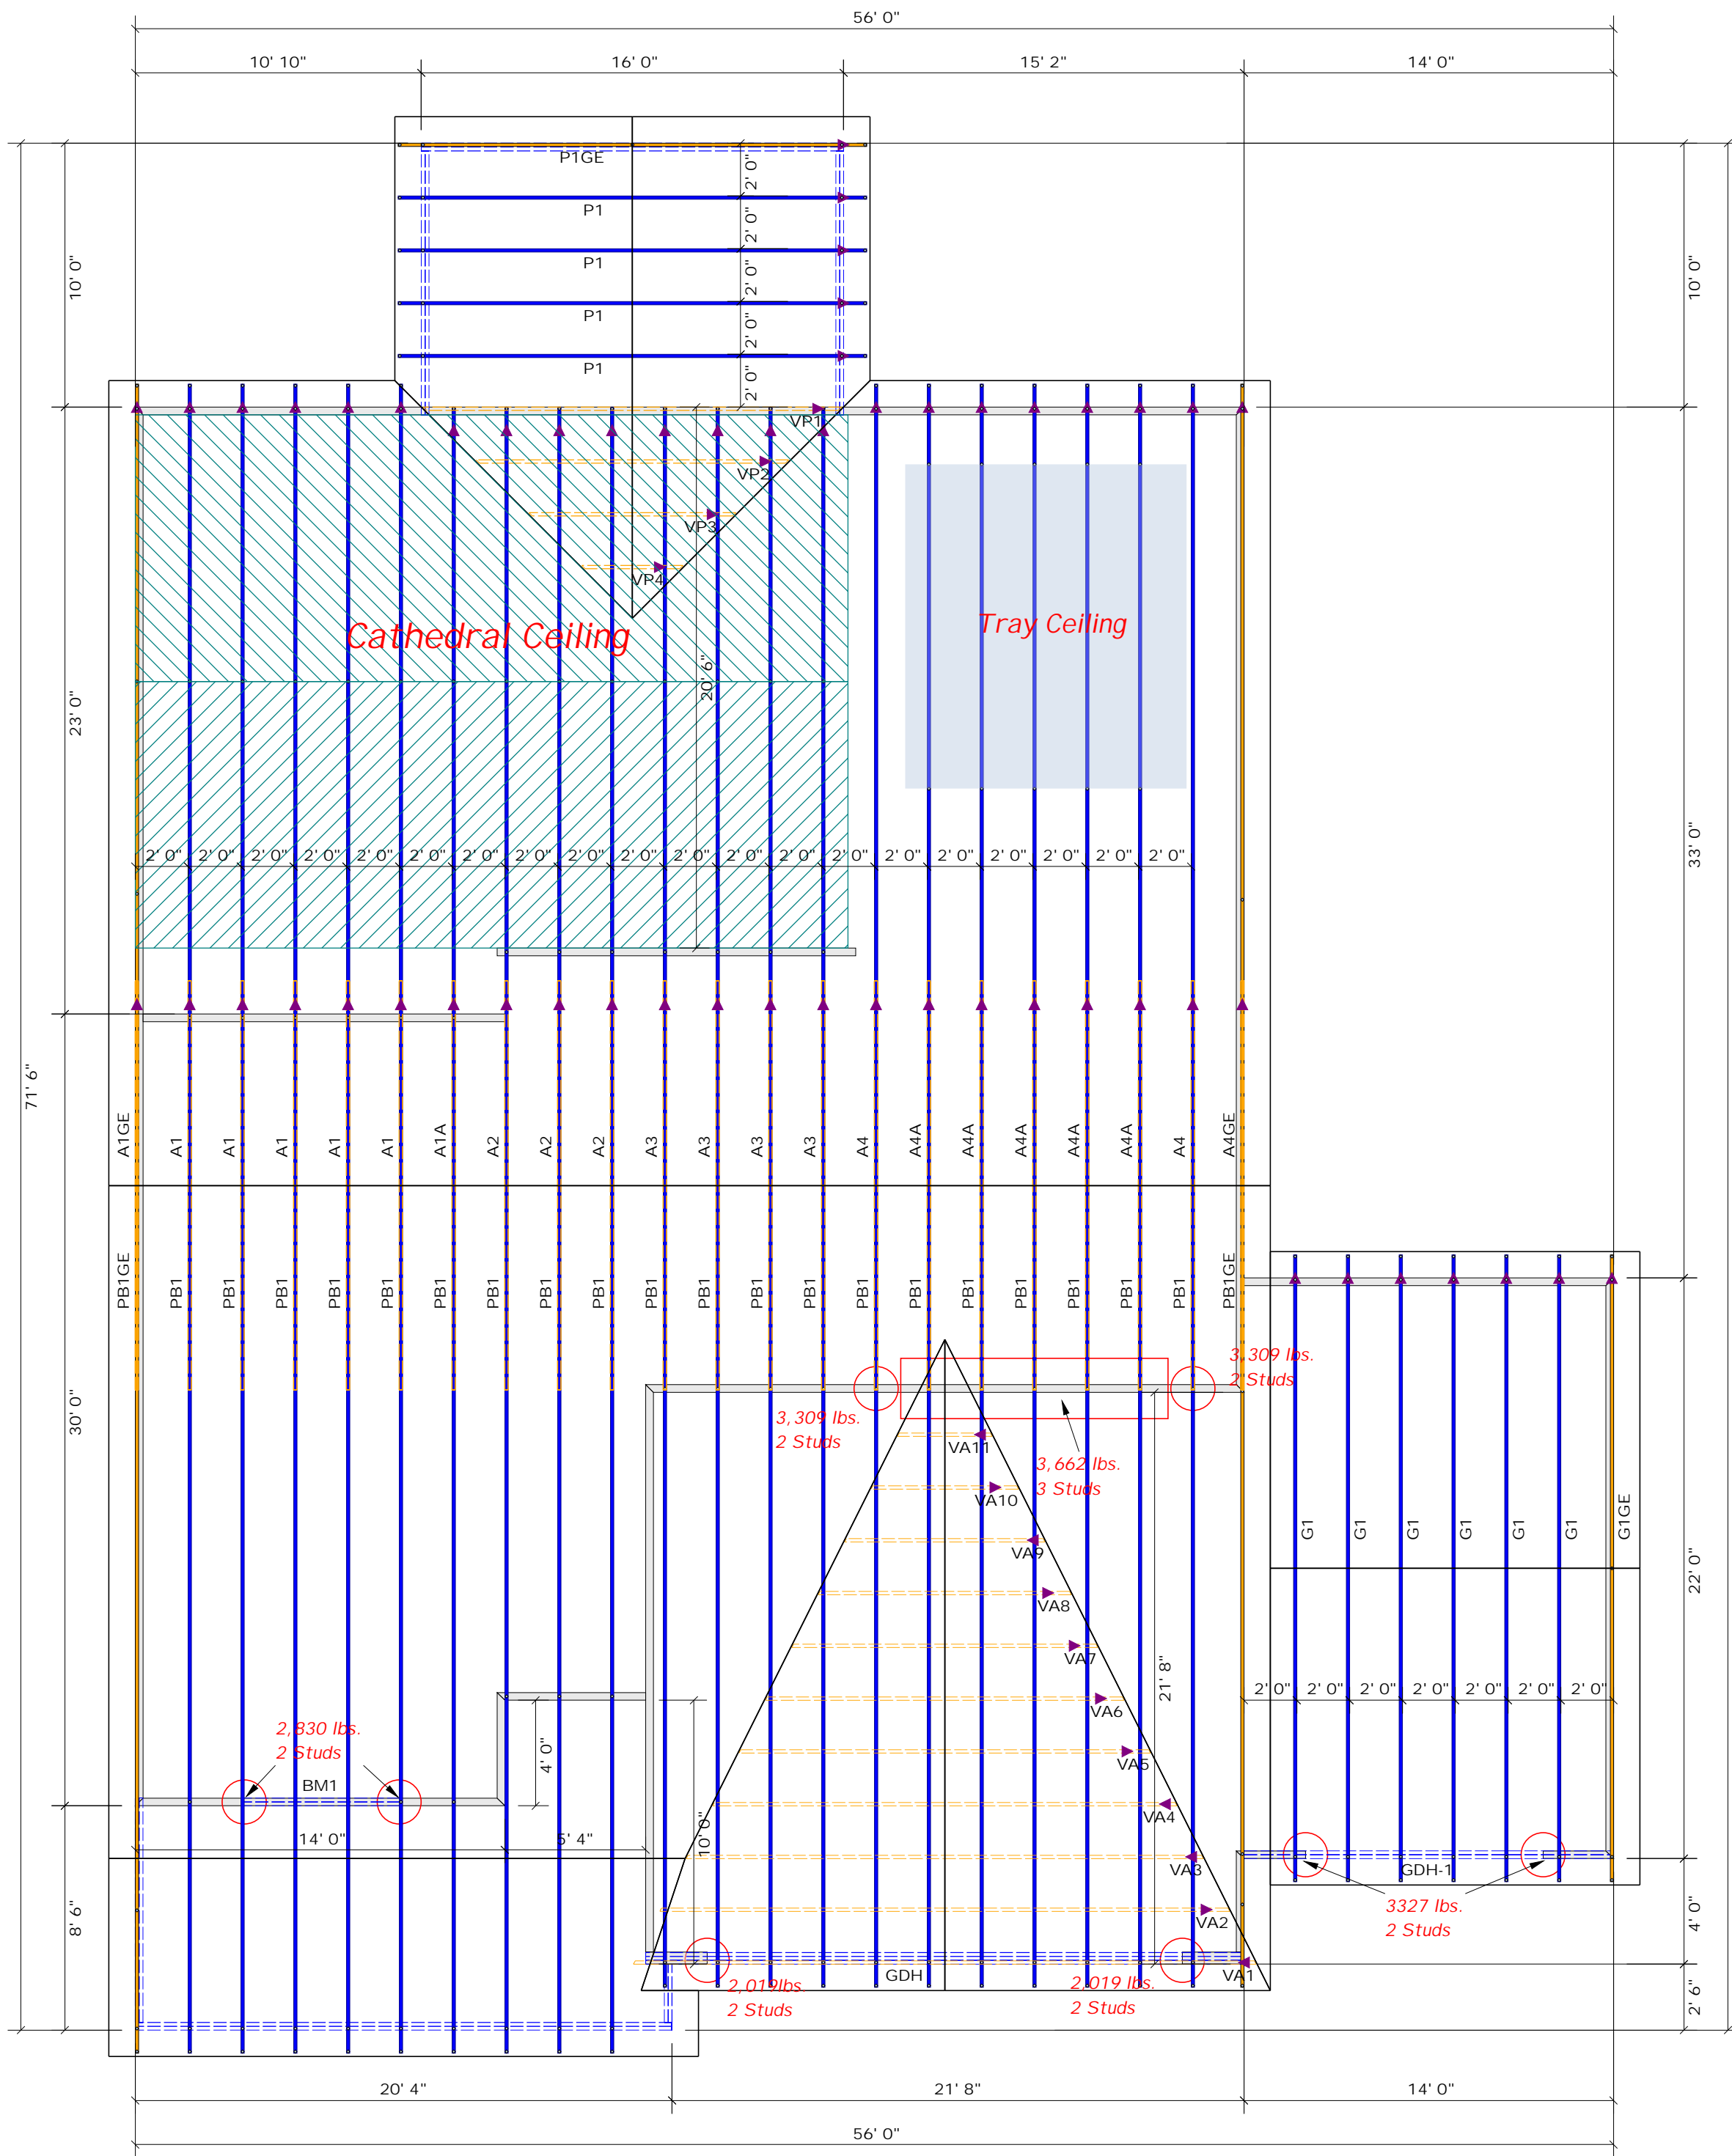 56' 0"
10' 10"
16' 0"
15' 2"
14' 0"
P1GE
2' 0"
P1
2' 0"
P1
2' 0"
P1
2' 0"
P1
2' 0"
10' 0"
10' 0"
VP1
VP2
VP3
VP4
Cathedral Ceiling
Tray Ceiling
20' 6"
23' 0"
33' 0"
2' 0" 2' 0" 2' 0" 2' 0" 2' 0" 2' 0" 2' 0" 2' 0" 2' 0" 2' 0" 2' 0" 2' 0" 2' 0" 2' 0" 2' 0" 2' 0" 2' 0" 2' 0" 2' 0" 2' 0"
71' 6"
A1GE A1 A1 A1 A1 A1 A1A A2 A2 A2 A3 A3 A3 A3 A4 A4A A4A A4A A4A A4A A4 A4GE
PB1GE PB1 PB1 PB1 PB1 PB1 PB1 PB1 PB1 PB1 PB1 PB1 PB1 PB1 PB1 PB1 PB1 PB1 PB1 PB1 PB1 PB1GE
3,309 lbs.
2 Studs
3,309 lbs.
2 Studs
3,662 lbs.
3 Studs
30' 0"
VA11
VA10
VA9
VA8
VA7
VA6
VA5
VA4
VA3
VA2
VA1
G1 G1 G1 G1 G1 G1 G1GE
22' 0"
21' 8"
2' 0" 2' 0" 2' 0" 2' 0" 2' 0" 2' 0" 2' 0"
2,830 lbs.
2 Studs
BM1
4' 0"
14' 0"
5' 4"
10' 0"
GDH-1
3327 lbs.
2 Studs
8' 6"
4' 0"
2' 6"
GDH
2,019lbs.
2 Studs
2,019 lbs.
2 Studs
20' 4"
21' 8"
14' 0"
56' 0"